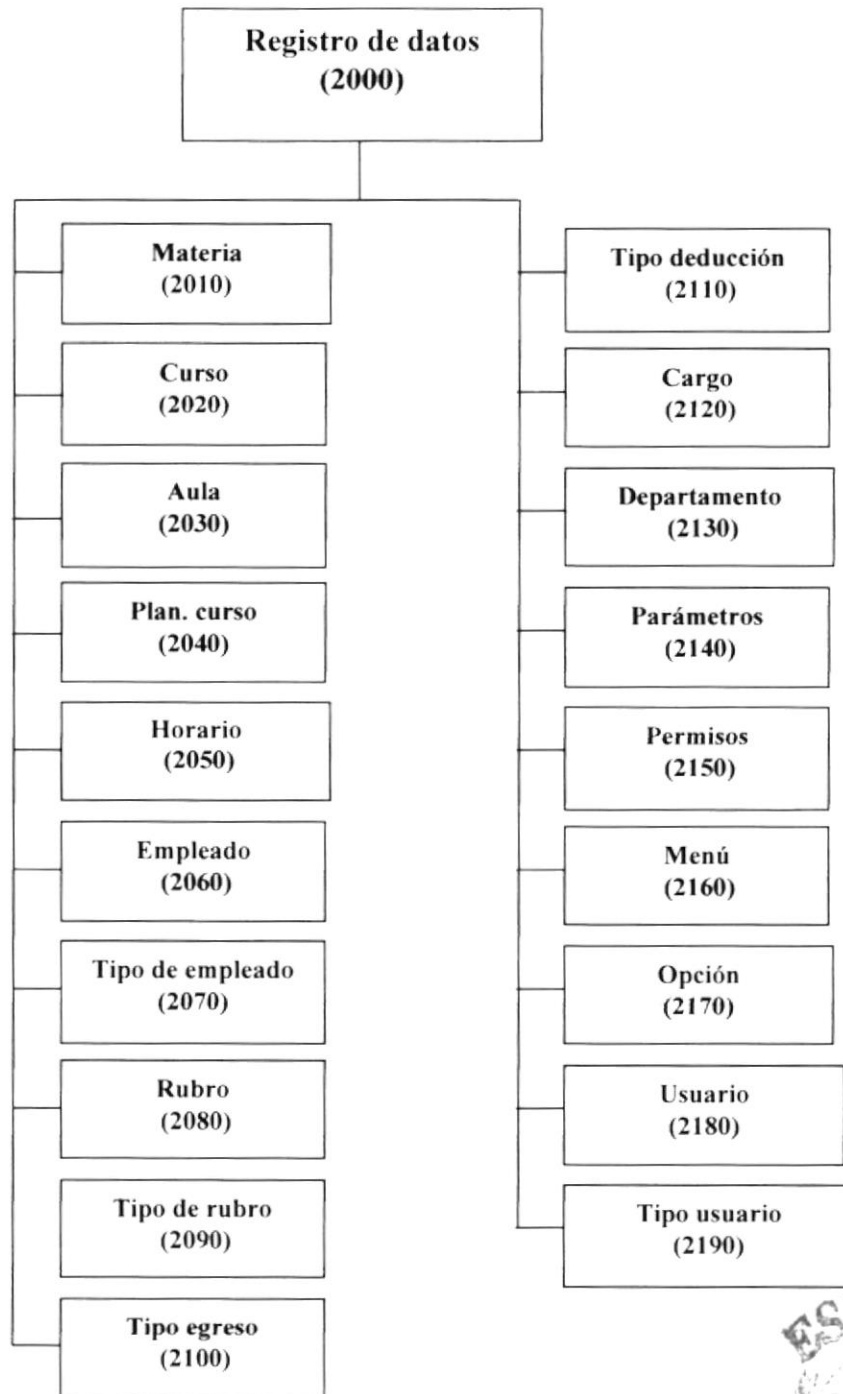 Registro de datos
(2000)
Materia
(2010)
Curso
(2020)
Aula
(2030)
Plan. curso
(2040)
Horario
(2050)
Empleado
(2060)
Tipo de empleado
(2070)
Rubro
(2080)
Tipo de rubro
(2090)
Tipo egreso
(2100)
Tipo deducción
(2110)
Cargo
(2120)
Departamento
(2130)
Parámetros
(2140)
Permisos
(2150)
Menú
(2160)
Opción
(2170)
Usuario
(2180)
Tipo usuario
(2190)